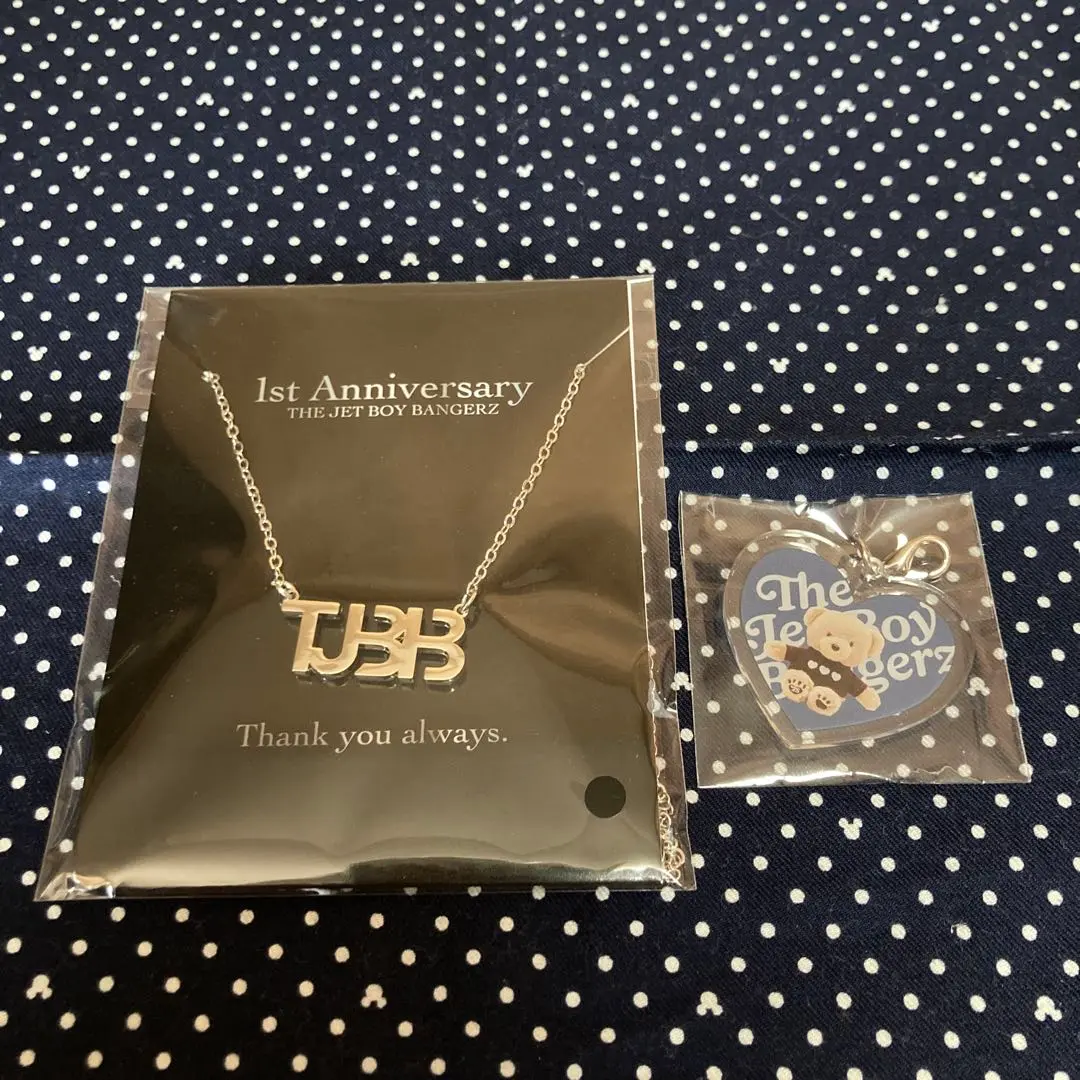 1st Anniversary
THE JET BOY BANGERZ
TJBB
Thank you always.
The
Jet Boy
Bangerz